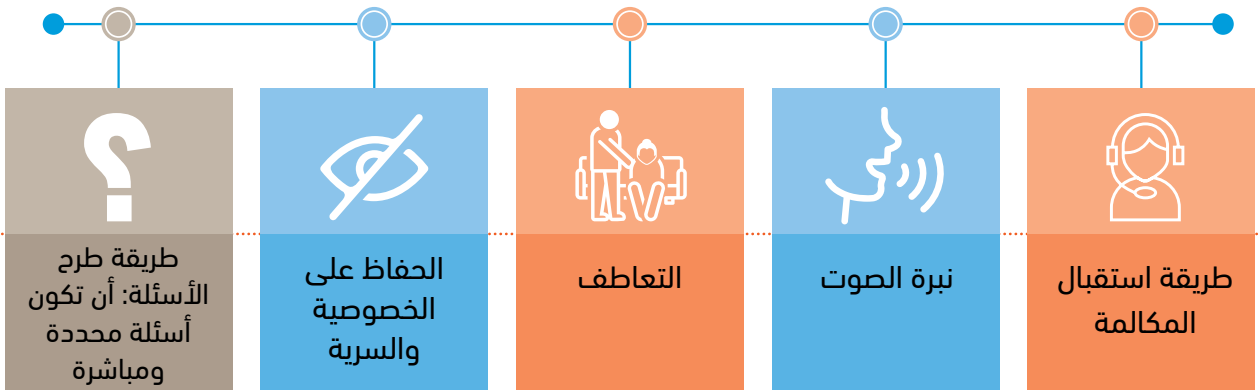 طريقة استقبال
المكالمة
نبرة الصوت
التعاطف
الحفاظ على
الخصوصية
والسرية
طريقة طرح
الأسئلة: أن تكون
أسئلة محددة
ومباشرة